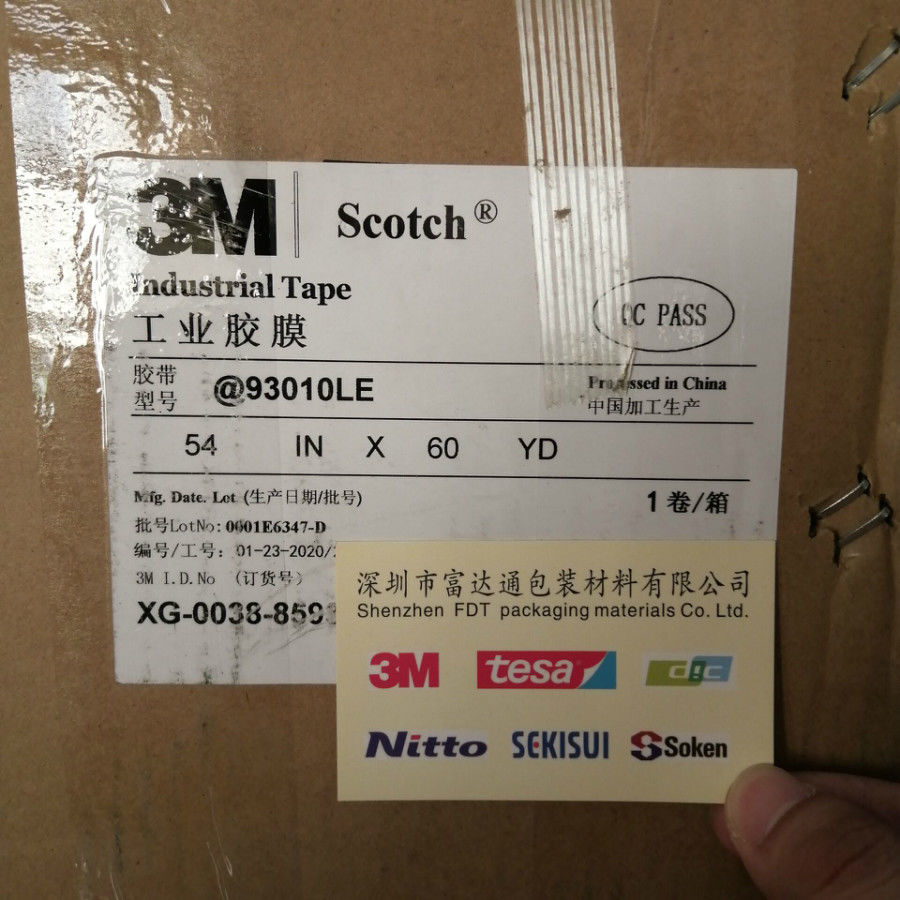 3M Scotch®
Industrial Tape
工业胶膜
QC PASS
胶带
型号 @93010LE
Processed in China
中国加工生产
54 IN X 60 YD
Mfg. Date. Lot (生产日期/批号)
1卷/箱
批号LotNo: 0001E6347-D
编号/工号: 01-23-2020/
3M I.D.No (订货号)
XG-0038-859
深圳市富达通包装材料有限公司
Shenzhen FDT packaging materials Co. Ltd.
3M tesa dic
Nitto SEKISUI Soken